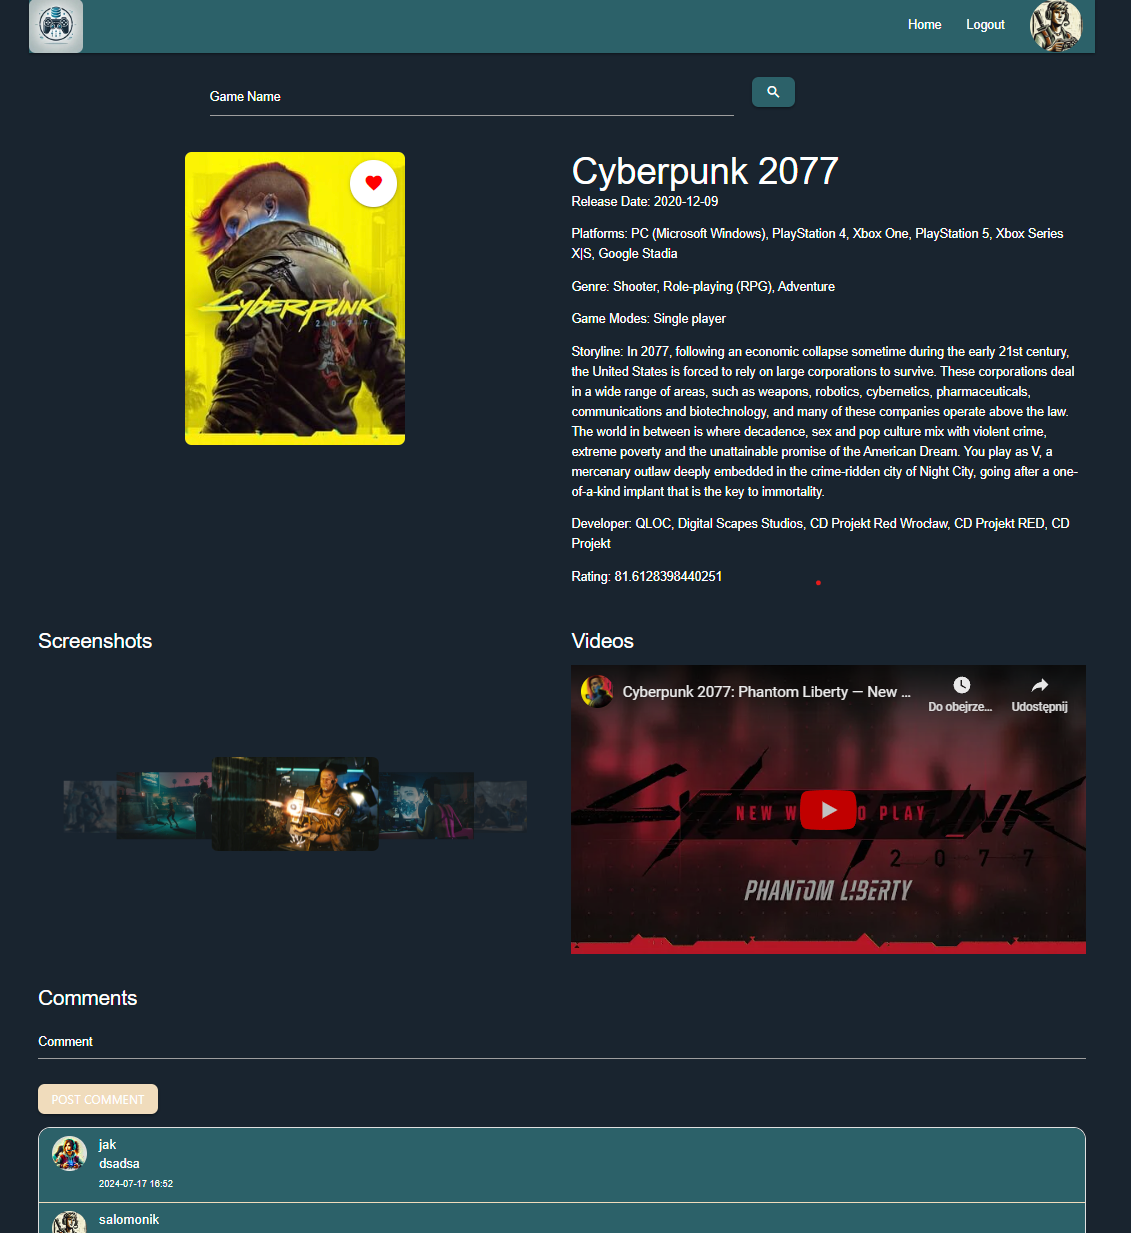 Home Logout
Game Name
CYBERPUNK
2077
Cyberpunk 2077
Release Date: 2020-12-09
Platforms: PC (Microsoft Windows), PlayStation 4, Xbox One, PlayStation 5, Xbox Series
X|S, Google Stadia
Genre: Shooter, Role-playing (RPG), Adventure
Game Modes: Single player
Storyline: In 2077, following an economic collapse sometime during the early 21st century,
the United States is forced to rely on large corporations to survive. These corporations deal
in a wide range of areas, such as weapons, robotics, cybernetics, pharmaceuticals,
communications and biotechnology, and many of these companies operate above the law.
The world in between is where decadence, sex and pop culture mix with violent crime,
extreme poverty and the unattainable promise of the American Dream. You play as V, a
mercenary outlaw deeply embedded in the crime-ridden city of Night City, going after a one-
of-a-kind implant that is the key to immortality.
Developer: QLOC, Digital Scapes Studios, CD Projekt Red Wrocław, CD Projekt RED, CD
Projekt
Rating: 81.6128398440251
Screenshots
Videos
Cyberpunk 2077: Phantom Liberty — New ...
Do obejrze...
Udostępnij
CYBERPUNK
NEW W O PLAY
2077
PHANTOM LIBERTY
Comments
Comment
POST COMMENT
jak
dsadsa
2024-07-17 16:52
salomonik